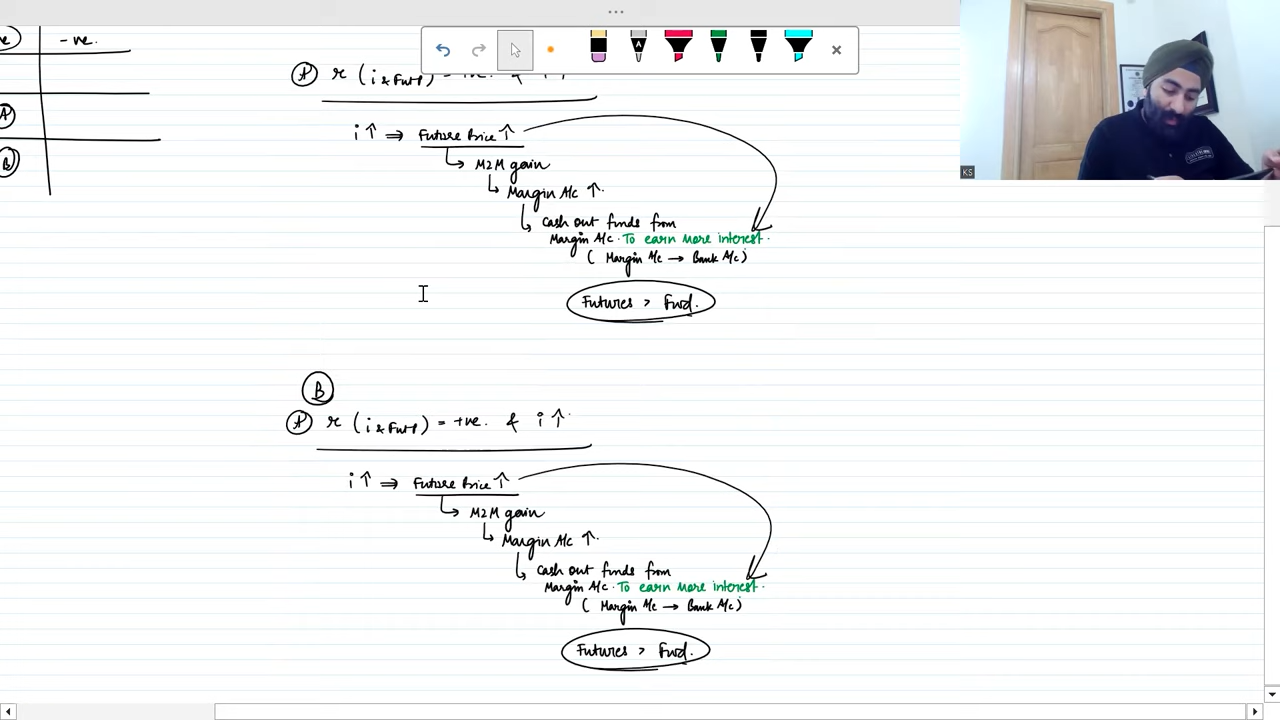 -ve.
A
B
A r (i & Fut P) = +ve. & i ↑
i ↑ ⇒ Future Price ↑
↳ M2M gain
↳ Margin A/c ↑.
↳ Cash out funds from
Margin A/c. To earn more interest.
( Margin A/c → Bank A/c)
Futures > Fwd.
B
A r (i & Fut P) = +ve. & i ↑.
i ↑ ⇒ Future Price ↑
↳ M2M gain
↳ Margin A/c ↑.
↳ Cash out funds from
Margin A/c. To earn more interest.
( Margin A/c → Bank A/c)
Futures > Fwd.
KS